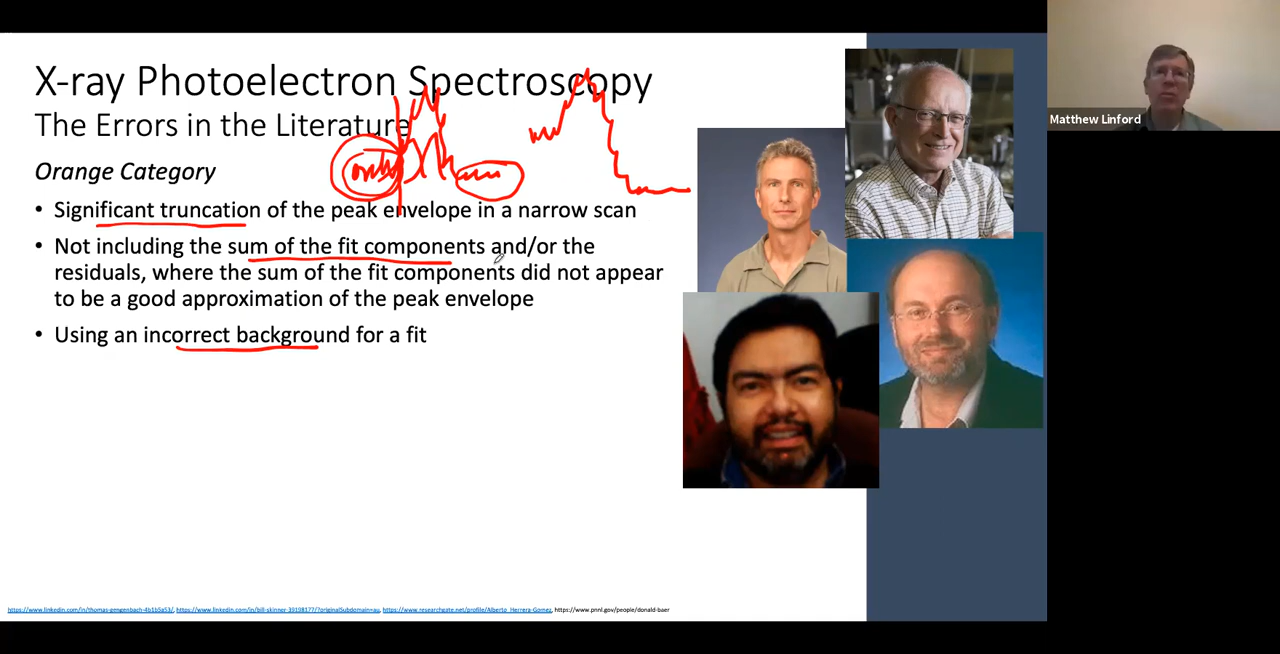 X-ray Photoelectron Spectroscopy
The Errors in the Literature
Orange Category
• Significant truncation of the peak envelope in a narrow scan
• Not including the sum of the fit components and/or the
residuals, where the sum of the fit components did not appear
to be a good approximation of the peak envelope
• Using an incorrect background for a fit
Matthew Linford
https://www.linkedin.com/in/thomas-gengenbach-4b1b5a53/, https://www.linkedin.com/in/bill-skinner-39198177/?originalSubdomain=au, https://www.researchgate.net/profile/Alberto_Herrera-Gomez, https://www.pnnl.gov/people/donald-baer